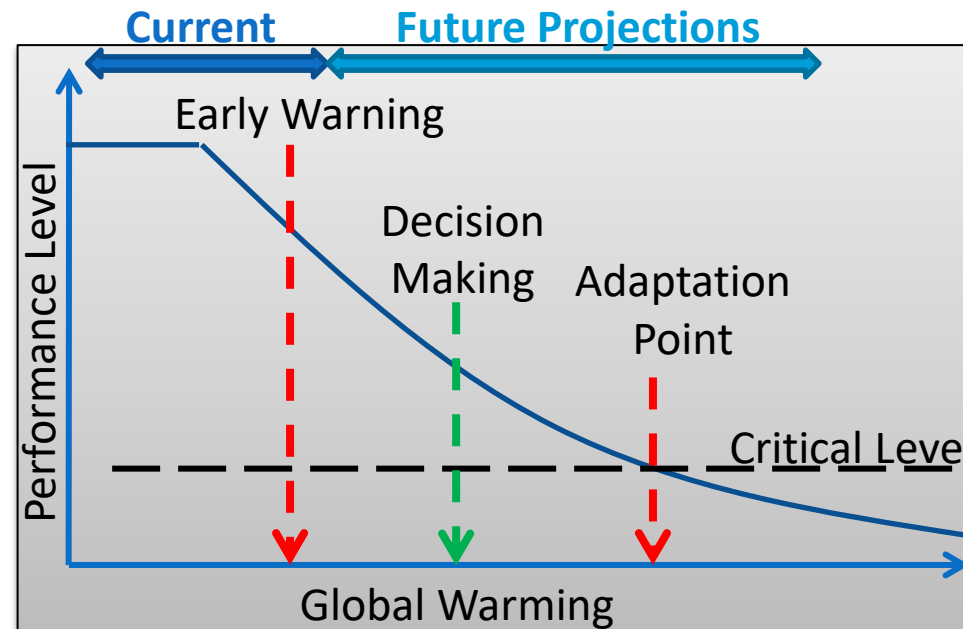 Current
Future Projections
Early Warning
Decision
Making
Adaptation
Point
Critical Leve
Performance Level
Global Warming